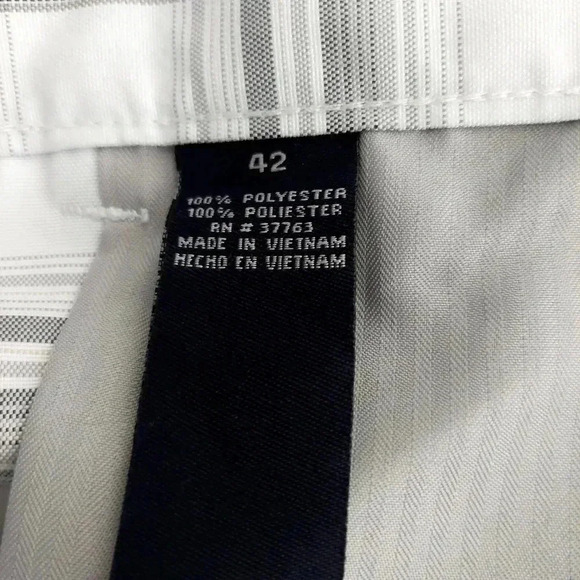 42
100% POLYESTER
100% POLIESTER
RN # 37763
MADE IN VIETNAM
HECHO EN VIETNAM